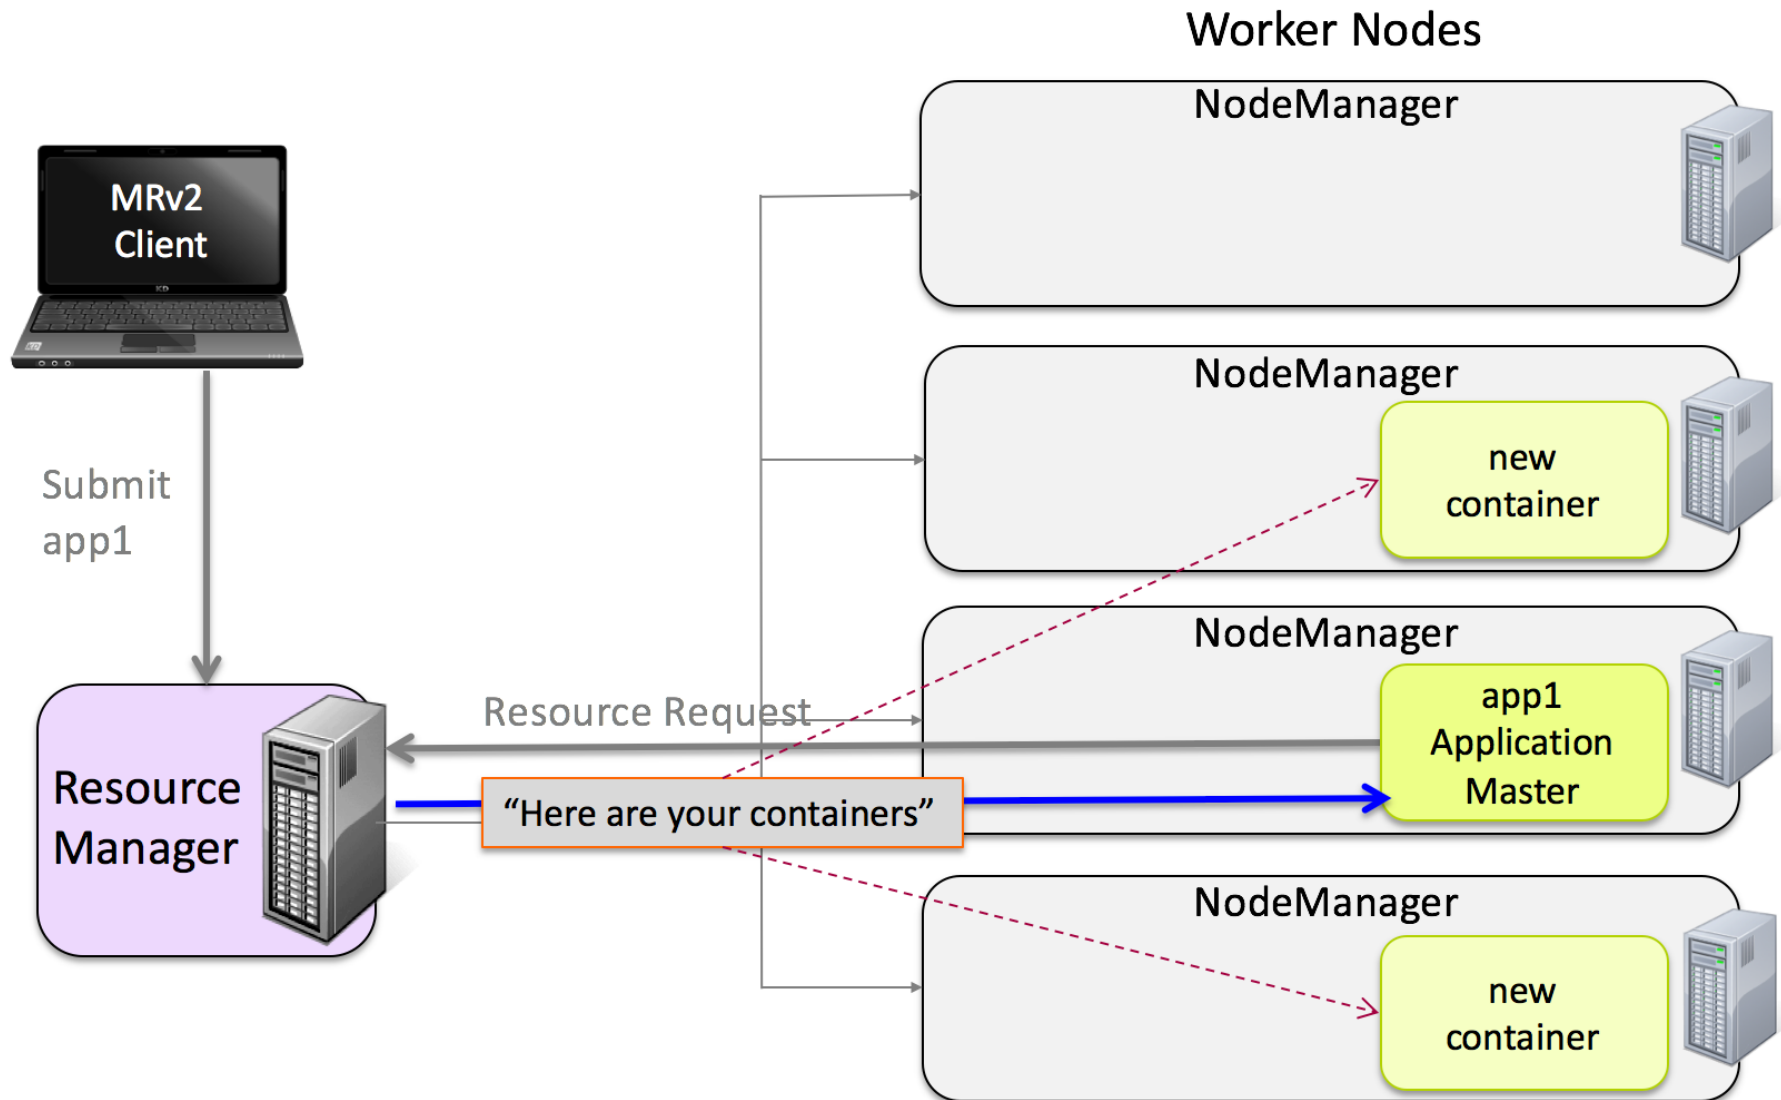 Worker Nodes
NodeManager
MRv2
Client
KD
NodeManager
new
container
Submit
app1
NodeManager
app1
Application
Master
Resource Request
Resource
Manager
“Here are your containers”
NodeManager
new
container